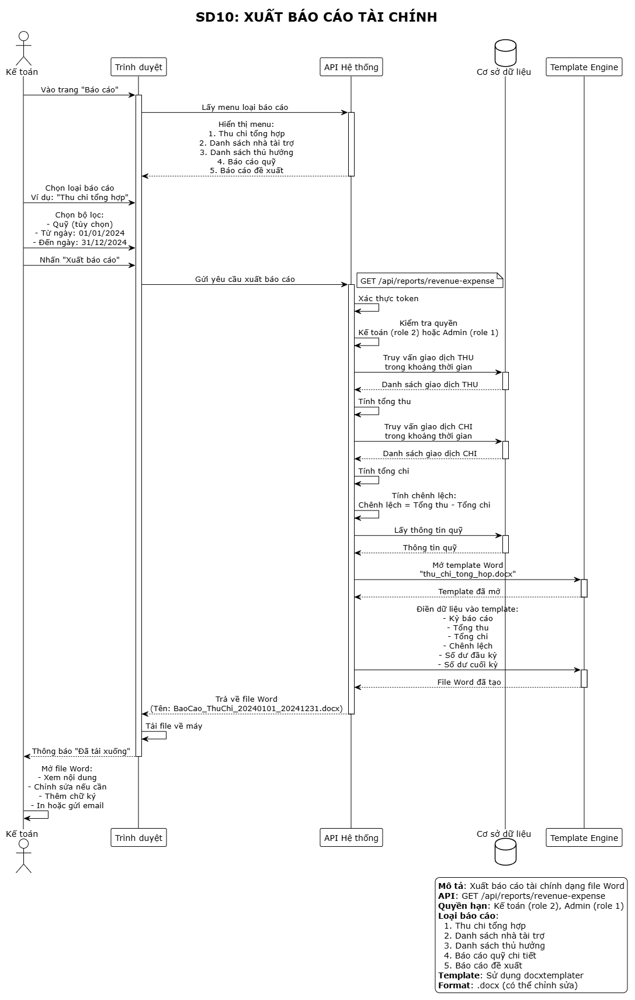 SD10: XUẤT BÁO CÁO TÀI CHÍNH
Kế toán
Trình duyệt
API Hệ thống
Cơ sở dữ liệu
Template Engine
Vào trang "Báo cáo"
Lấy menu loại báo cáo
Hiển thị menu:
1. Thu chi tổng hợp
2. Danh sách nhà tài trợ
3. Danh sách thủ hưởng
4. Báo cáo quỹ
5. Báo cáo đề xuất
Chọn loại báo cáo
Ví dụ: "Thu chi tổng hợp"
Chọn bộ lọc:
- Quỹ (tùy chọn)
- Từ ngày: 01/01/2024
- Đến ngày: 31/12/2024
Nhấn "Xuất báo cáo"
Gửi yêu cầu xuất báo cáo
GET /api/reports/revenue-expense
Xác thực token
Kiểm tra quyền
Kế toán (role 2) hoặc Admin (role 1)
Truy vấn giao dịch THU
trong khoảng thời gian
Danh sách giao dịch THU
Tính tổng thu
Truy vấn giao dịch CHI
trong khoảng thời gian
Danh sách giao dịch CHI
Tính tổng chi
Tính chênh lệch:
Chênh lệch = Tổng thu - Tổng chi
Lấy thông tin quỹ
Thông tin quỹ
Mở template Word
"thu_chi_tong_hop.docx"
Template đã mở
Điền dữ liệu vào template:
- Kỳ báo cáo
- Tổng thu
- Tổng chi
- Chênh lệch
- Số dư đầu kỳ
- Số dư cuối kỳ
File Word đã tạo
Trả về file Word
(Tên: BaoCao_ThuChi_20240101_20241231.docx)
Tải file về máy
Thông báo "Đã tải xuống"
Mở file Word:
- Xem nội dung
- Chỉnh sửa nếu cần
- Thêm chữ ký
- In hoặc gửi email
Kế toán
Trình duyệt
API Hệ thống
Cơ sở dữ liệu
Template Engine
Mô tả: Xuất báo cáo tài chính dạng file Word
API: GET /api/reports/revenue-expense
Quyền hạn: Kế toán (role 2), Admin (role 1)
Loại báo cáo:
1. Thu chi tổng hợp
2. Danh sách nhà tài trợ
3. Danh sách thủ hưởng
4. Báo cáo quỹ chi tiết
5. Báo cáo đề xuất
Template: Sử dụng docxtemplater
Format: .docx (có thể chỉnh sửa)